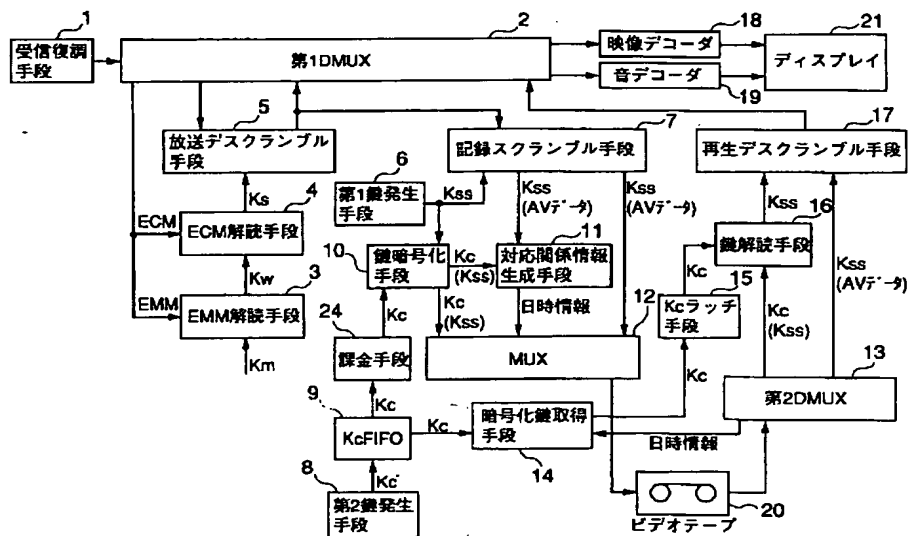 1
受信復調
手段
2
第1DMUX
18
映像デコーダ
音デコーダ
19
21
ディスプレイ
5
放送デスクランブル
手段
7
記録スクランブル手段
17
再生デスクランブル手段
6
第1鍵発生
手段
Kss
Ks
4
ECM
ECM解読手段
Kss
(AVデータ)
Kss
(AVデータ)
Kss
16
鍵解読手段
Kss
(AVデータ)
10
鍵暗号化
手段
Kc
(Kss)
11
対応関係情報
生成手段
Kw
3
EMM
EMM解読手段
Km
Kc
(Kss)
日時情報
Kc
15
Kcラッチ
手段
Kc
(Kss)
24
Kc
課金手段
12
MUX
Kc
13
第2DMUX
9
Kc
KcFIFO
Kc
暗号化鍵取得
手段
14
日時情報
8
Kc
第2鍵発生
手段
20
ビデオテープ